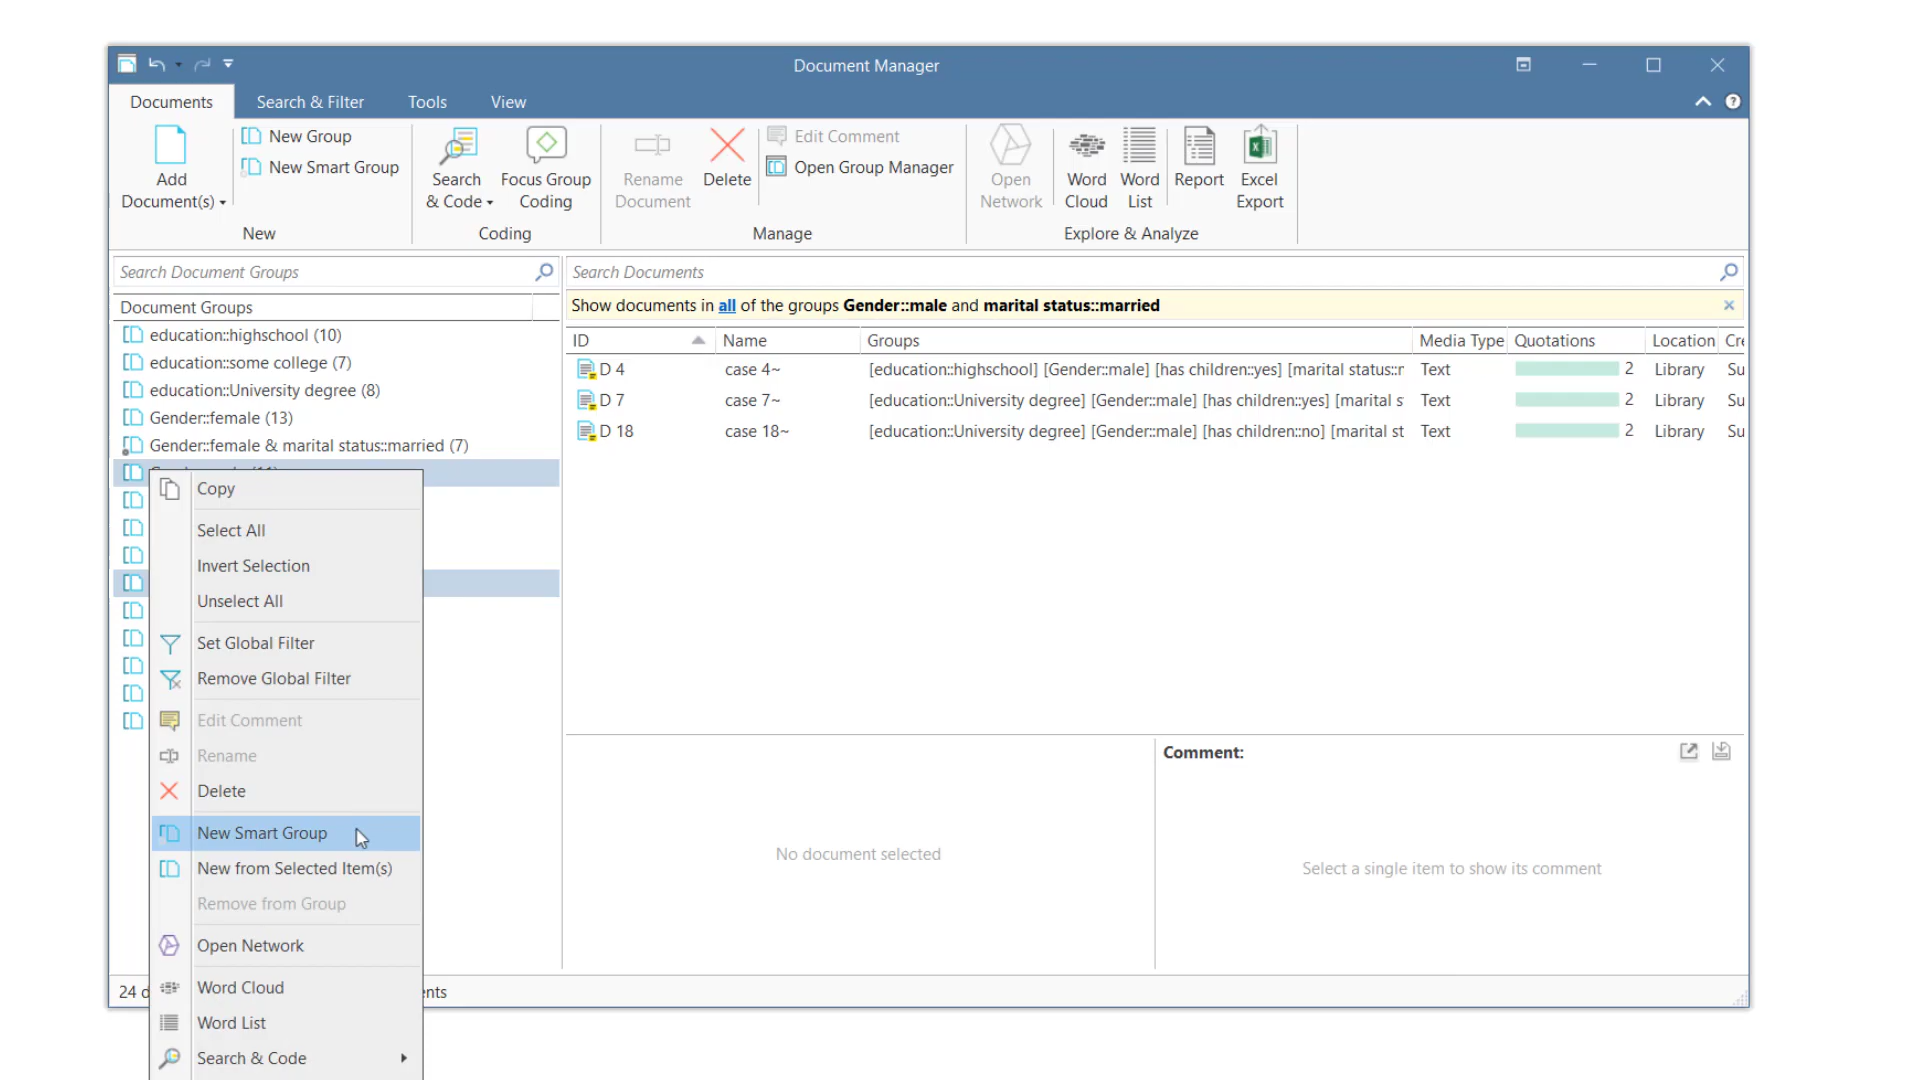 Document Manager
Documents
Search & Filter
Tools
View
Add
Document(s)
New Group
New Smart Group
New
Search
& Code
Focus Group
Coding
Coding
Rename
Document
Delete
Edit Comment
Open Group Manager
Manage
Open
Network
Word
Cloud
Word
List
Report
Excel
Export
Explore & Analyze
Search Document Groups
Search Documents
Document Groups
Show documents in all of the groups Gender::male and marital status::married
education::highschool (10)
education::some college (7)
education::University degree (8)
Gender::female (13)
Gender::female & marital status::married (7)
ID Name Groups Media Type Quotations Location Cre
D 4 case 4~ [education::highschool] [Gender::male] [has children::yes] [marital status::r Text 2 Library Su
D 7 case 7~ [education::University degree] [Gender::male] [has children::yes] [marital s Text 2 Library Su
D 18 case 18~ [education::University degree] [Gender::male] [has children::no] [marital st Text 2 Library Su
Copy
Select All
Invert Selection
Unselect All
Set Global Filter
Remove Global Filter
Edit Comment
Rename
Delete
New Smart Group
New from Selected Item(s)
Remove from Group
Open Network
Word Cloud
Word List
Search & Code
No document selected
Comment:
Select a single item to show its comment
24 d
nts